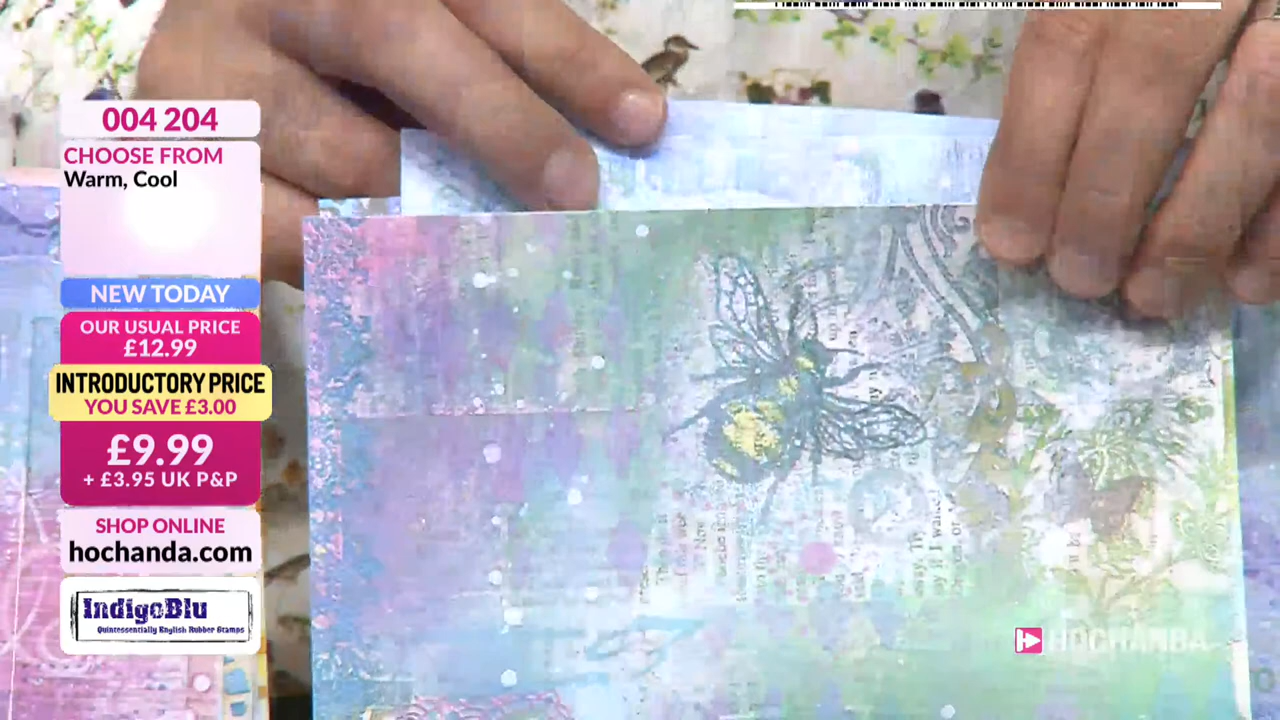 004 204
CHOOSE FROM
Warm, Cool
NEW TODAY
OUR USUAL PRICE
£12.99
INTRODUCTORY PRICE
YOU SAVE £3.00
£9.99
+ £3.95 UK P&P
SHOP ONLINE
hochanda.com
IndigoBlu
Quintessentially English Rubber Stamps
Now
HOCHANDA